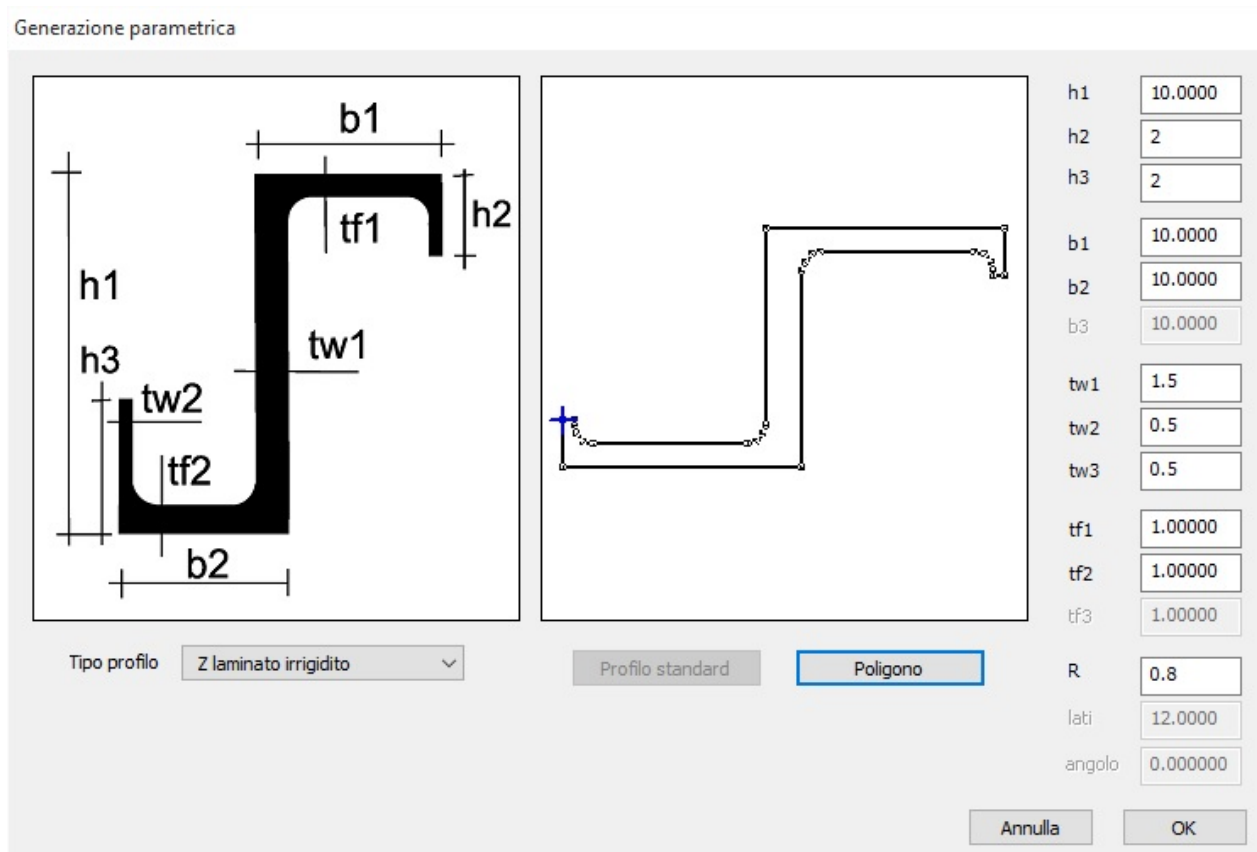 Generazione parametrica
b1
h2
tf1
h1
h3
tw1
tw2
tf2
b2
h1 10.0000
h2 2
h3 2
b1 10.0000
b2 10.0000
b3 10.0000
tw1 1.5
tw2 0.5
tw3 0.5
tf1 1.00000
tf2 1.00000
tf3 1.00000
Tipo profilo Z laminato irrigidito Profilo standard Poligono
R 0.8
lati 12.0000
angolo 0.000000
Annulla OK